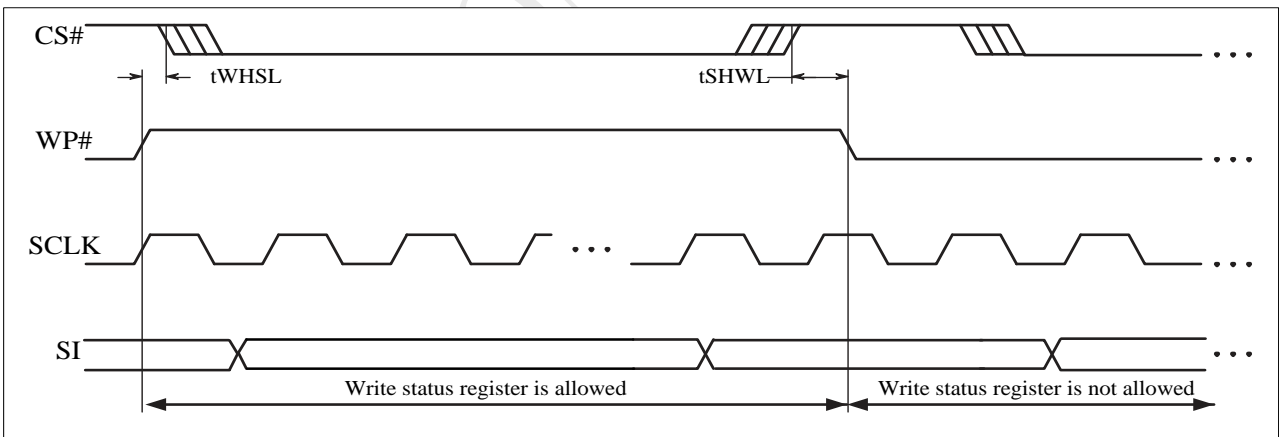 CS#
tWHSL
tSHWL
WP#
SCLK
SI
Write status register is allowed
Write status register is not allowed